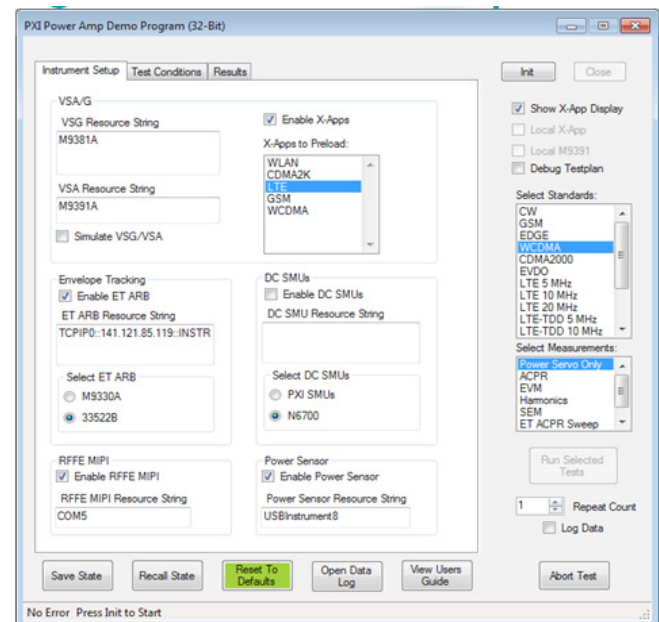 PXI Power Amp Demo Program (32-Bit)
Instrument Setup Test Conditions Results
VSA/G
VSG Resource String
M9381A
VSA Resource String
M9391A
Simulate VSG/VSA
Enable X-Apps
X-Apps to Preload:
WLAN
CDMA2K
LTE
GSM
WCDMA
Envelope Tracking
Enable ET ARB
ET ARB Resource String
TCPIP0::141.121.85.119::INSTR
Select ET ARB
M9330A
33522B
DC SMUs
Enable DC SMUs
DC SMU Resource String
Select DC SMUs
PXI SMUs
N6700
RFFE MIPI
Enable RFFE MIPI
RFFE MIPI Resource String
COM5
Power Sensor
Enable Power Sensor
Power Sensor Resource String
USBInstrument8
Save State
Recall State
Reset To
Defaults
Open Data
Log
View Users
Guide
Init
Close
Show X-App Display
Local X-App
Local M9391
Debug Testplan
Select Standards:
CW
GSM
EDGE
WCDMA
CDMA2000
EVDO
LTE 5 MHz
LTE 10 MHz
LTE 20 MHz
LTE-TDD 5 MHz
LTE-TDD 10 MHz
Select Measurements:
Power Servo Only
ACPR
EVM
Harmonics
SEM
ET ACPR Sweep
Run Selected
Tests
1 Repeat Count
Log Data
Abort Test
No Error Press Init to Start